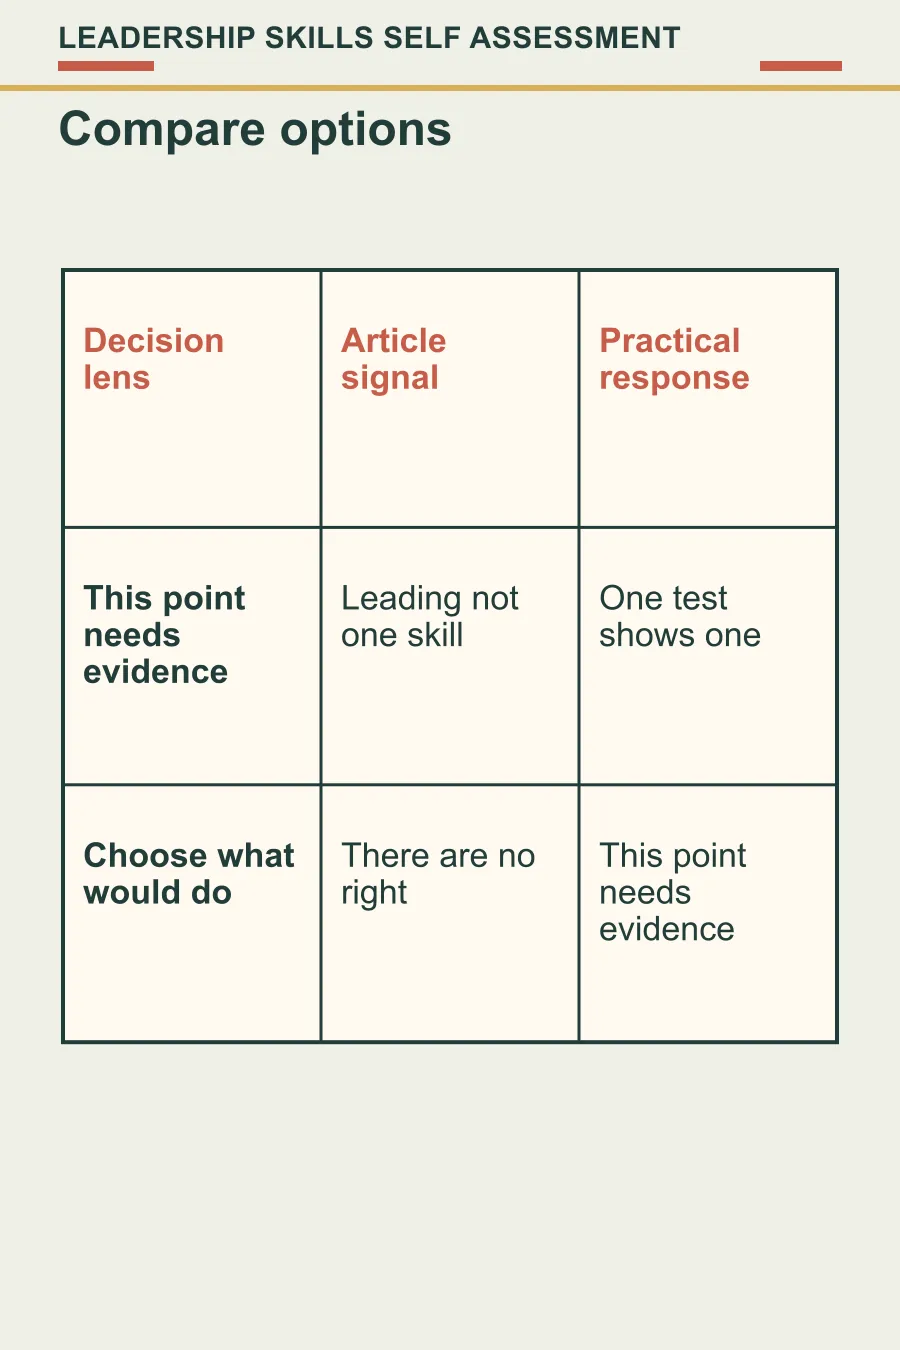 LEADERSHIP SKILLS SELF ASSESSMENT
Compare options
Decision
lens
Article
signal
Practical
response
This point
needs
evidence
Leading not
one skill
One test
shows one
Choose what
would do
There are no
right
This point
needs
evidence